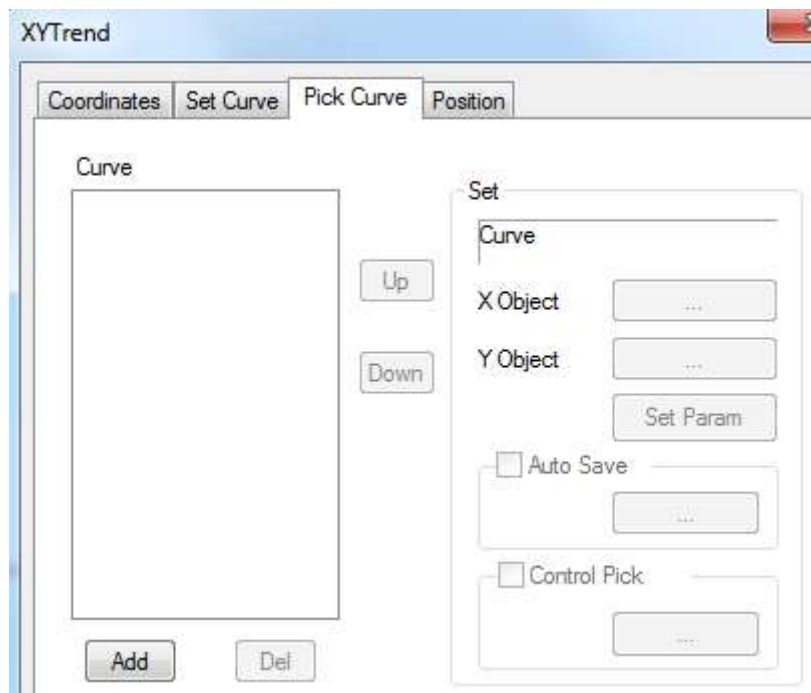 XYTrend
Coordinates Set Curve Pick Curve Position
Curve
Set
Curve
Up
X Object ...
Y Object ...
Down
Set Param
Auto Save
...
Control Pick
...
Add Del